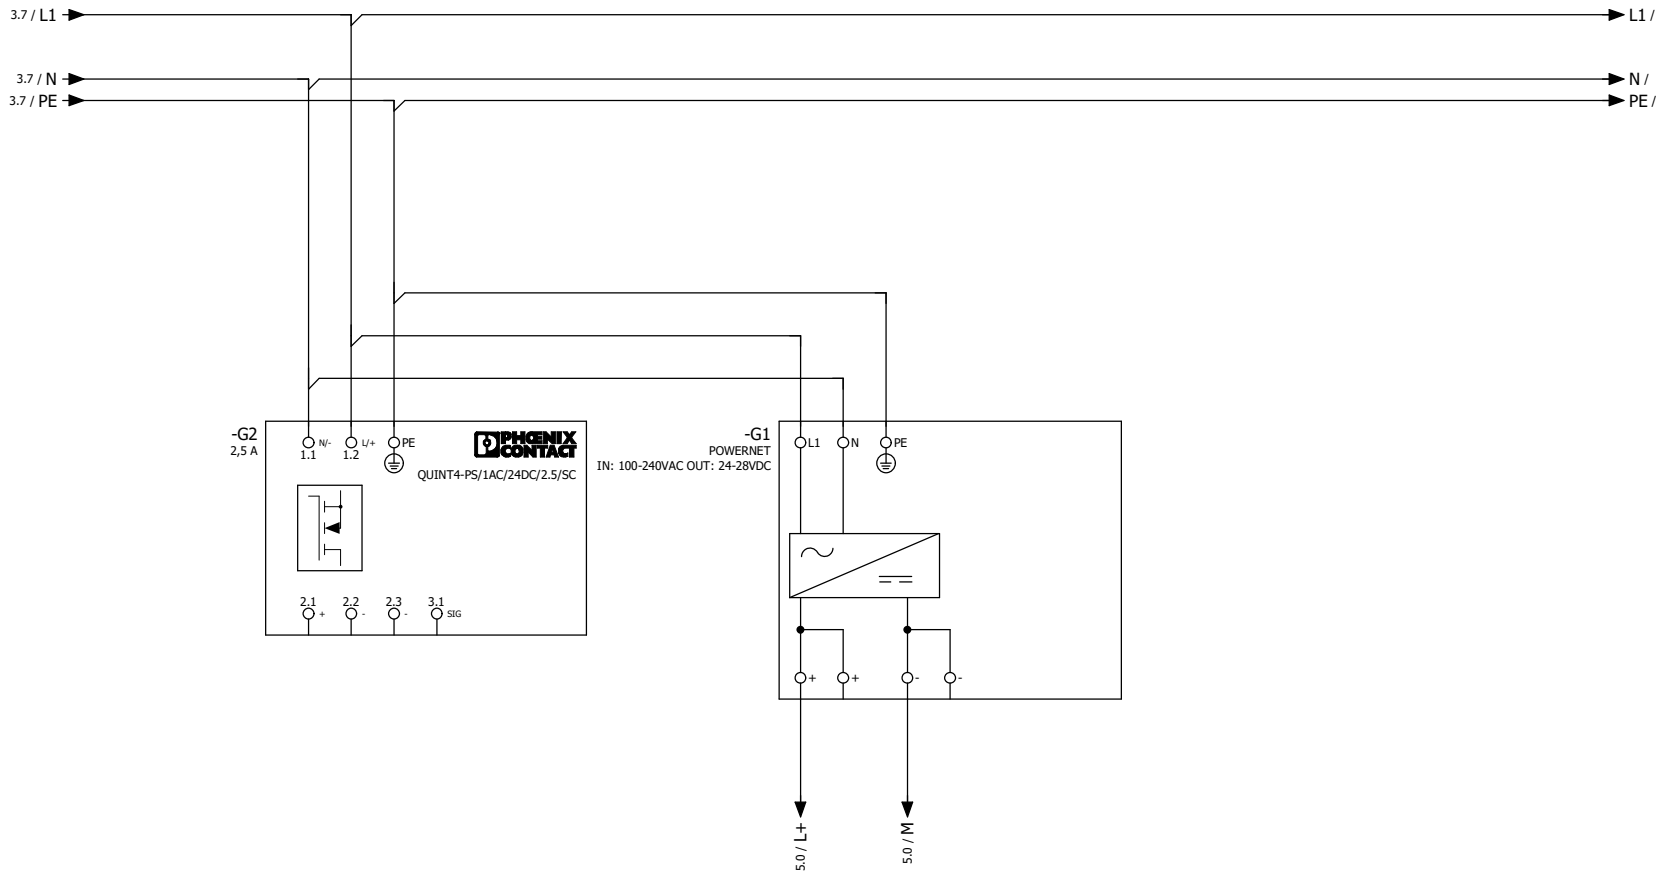 3.7 / L1
L1 /
3.7 / N
N /
3.7 / PE
PE /
-G2
2,5 A
N/-
1.1
L/+
1.2
PE
PHŒNIX
CONTACT
QUINT4-PS/1AC/24DC/2.5/SC
2.1
+
2.2
-
2.3
-
3.1
SIG
-G1
POWERNET
IN: 100-240VAC OUT: 24-28VDC
L1
N
PE
+
+
-
-
5.0 / L+
5.0 / M